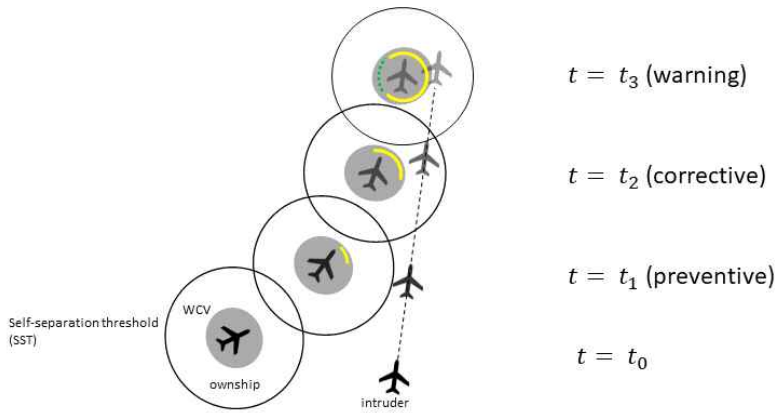 t = t₃ (warning)
t = t₂ (corrective)
t = t₁ (preventive)
WCV
Self-separation threshold
(SST)
t = t₀
ownship
intruder